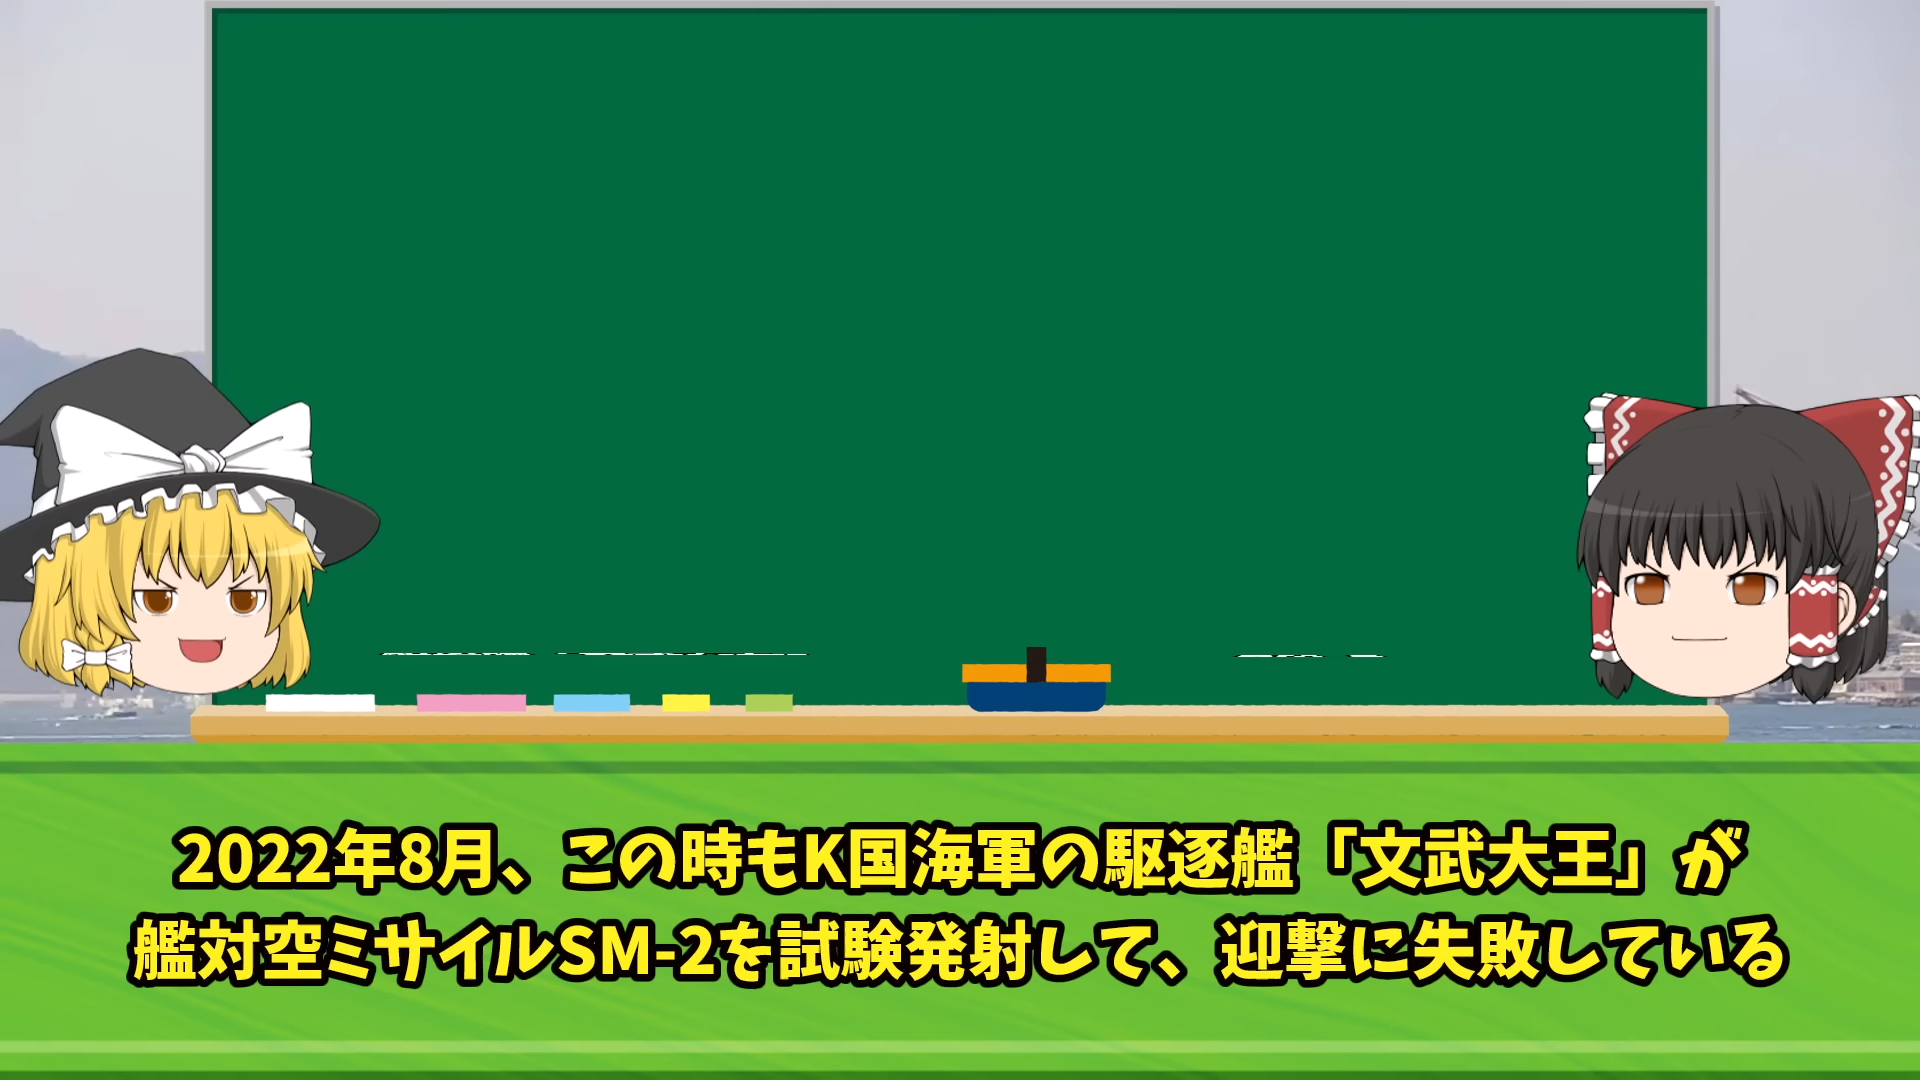 2022年8月、この時もK国海軍の駆逐艦「文武大王」が
艦対空ミサイルSM-2を試験発射して、迎撃に失敗している